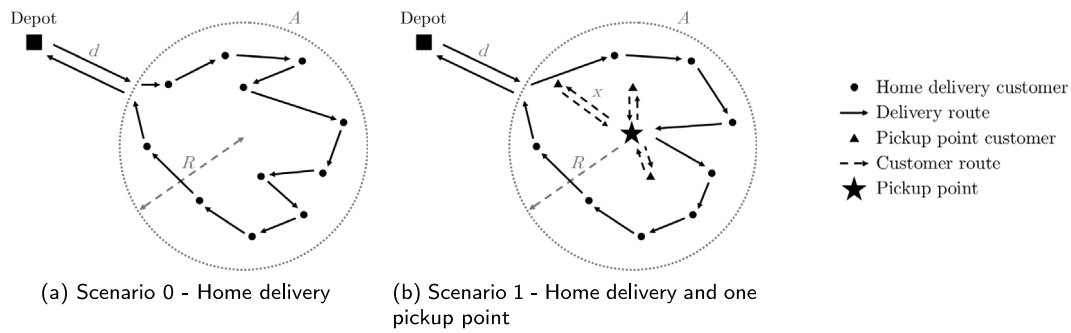 Depot
d
A
R
(a) Scenario 0 - Home delivery
Depot
d
A
x
R
(b) Scenario 1 - Home delivery and one
pickup point
Home delivery customer
Delivery route
Pickup point customer
Customer route
Pickup point